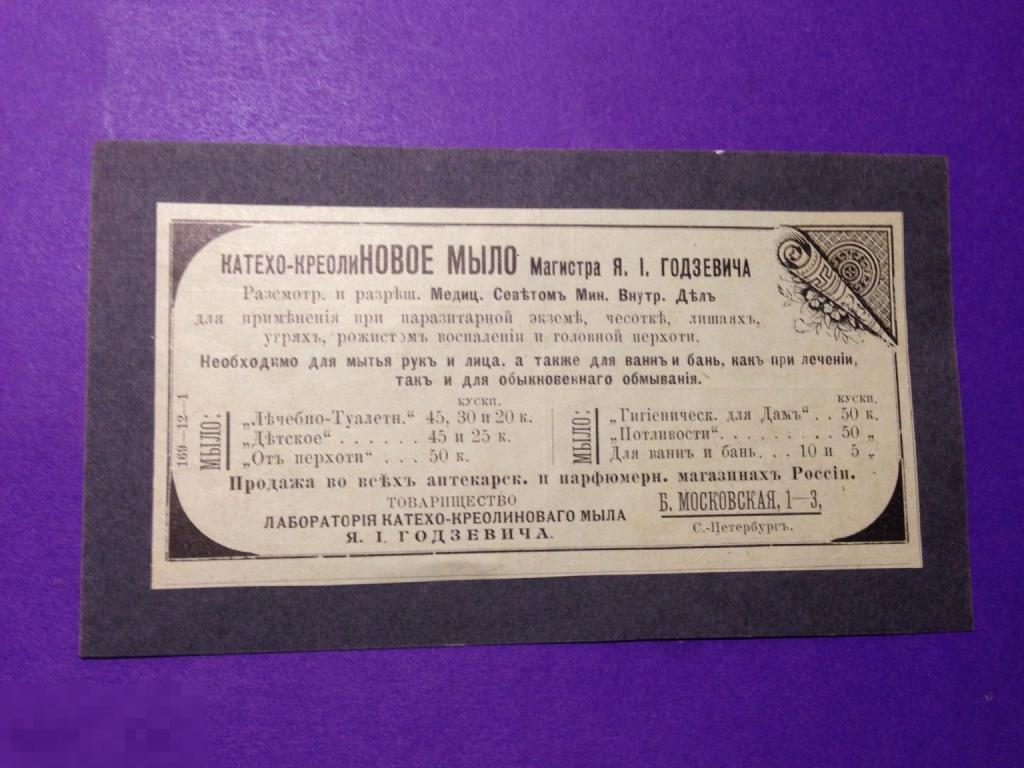 КАТЕХО-КРЕОЛИНОВОЕ МЫЛО Магистра Я. І. ГОДЗЕВИЧА
Разсмотр. и разрѣш. Медиц. Совѣтомъ Мин. Внутр. Дѣлъ
для примѣненія при паразитарной экземѣ, чесоткѣ, лишаяхъ,
угряхъ, рожистомъ воспаленіи и головной перхоти.
Необходимо для мытья рук и лица, а также для ваннъ и бань, какъ при леченіи,
такъ и для обыкновеннаго обмыванія.
МЫЛО:
куски.
„Лѣчебно-Туалетн.“ 45, 30 и 20 к.
„Дѣтское“ . . . . . . 45 и 25 к.
„Отъ перхоти“ . . . 50 к.
МЫЛО:
куски.
„Гигіеническ. для Дамъ“ . . 50 к.
„Потливости“ . . . . . . . . . 50 „
Для ваннъ и бань. . . . 10 и 5 „
Продажа во всѣхъ аптекарск. и парфюмерн. магазинахъ Россіи.
ТОВАРИЩЕСТВО
ЛАБОРАТОРІЯ КАТЕХО-КРЕОЛИНОВАГО МЫЛА
Я. І. ГОДЗЕВИЧА.
Б. МОСКОВСКАЯ, 1—3,
С.-Петербургъ.
169—12—1